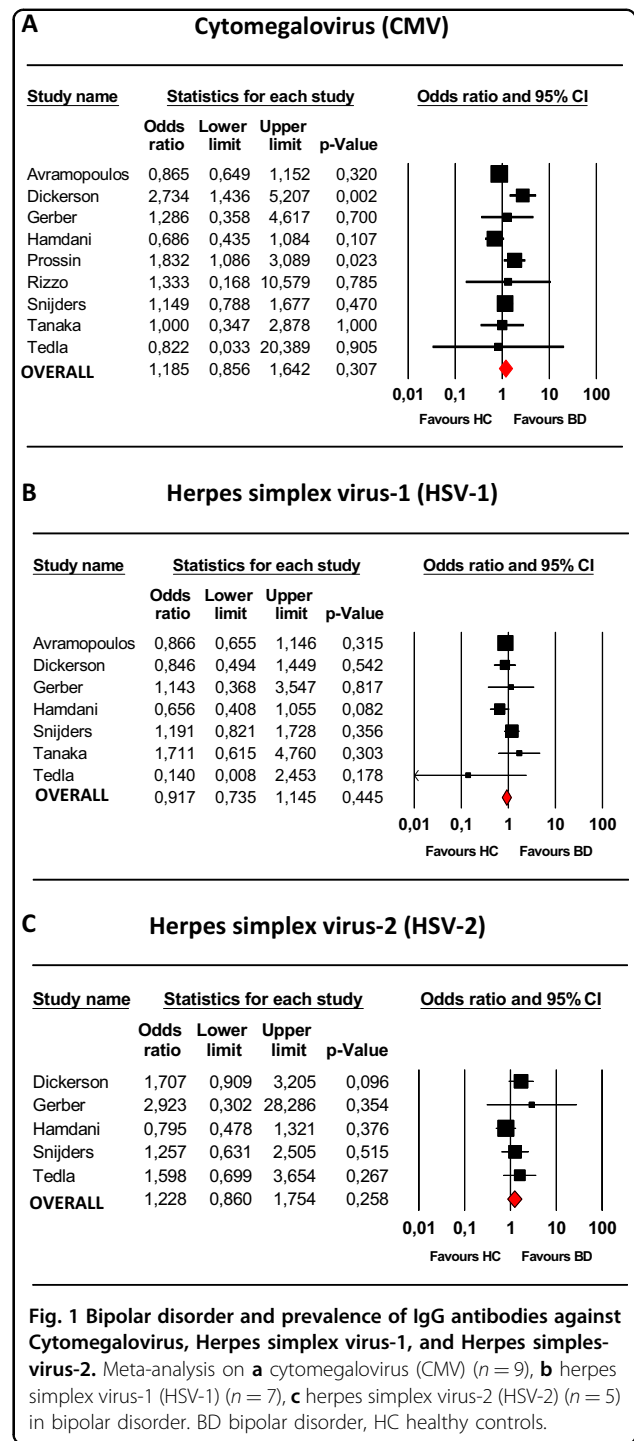 A Cytomegalovirus (CMV)
Study name Statistics for each study Odds ratio and 95% CI
Odds Lower Upper
ratio limit limit p-Value
Avramopoulos 0,865 0,649 1,152 0,320
Dickerson 2,734 1,436 5,207 0,002
Gerber 1,286 0,358 4,617 0,700
Hamdani 0,686 0,435 1,084 0,107
Prossin 1,832 1,086 3,089 0,023
Rizzo 1,333 0,168 10,579 0,785
Snijders 1,149 0,788 1,677 0,470
Tanaka 1,000 0,347 2,878 1,000
Tedla 0,822 0,033 20,389 0,905
OVERALL 1,185 0,856 1,642 0,307
0,01 0,1 1 10 100
Favours HC Favours BD
B Herpes simplex virus-1 (HSV-1)
Study name Statistics for each study Odds ratio and 95% CI
Odds Lower Upper
ratio limit limit p-Value
Avramopoulos 0,866 0,655 1,146 0,315
Dickerson 0,846 0,494 1,449 0,542
Gerber 1,143 0,368 3,547 0,817
Hamdani 0,656 0,408 1,055 0,082
Snijders 1,191 0,821 1,728 0,356
Tanaka 1,711 0,615 4,760 0,303
Tedla 0,140 0,008 2,453 0,178
OVERALL 0,917 0,735 1,145 0,445
0,01 0,1 1 10 100
Favours HC Favours BD
C Herpes simplex virus-2 (HSV-2)
Study name Statistics for each study Odds ratio and 95% CI
Odds Lower Upper
ratio limit limit p-Value
Dickerson 1,707 0,909 3,205 0,096
Gerber 2,923 0,302 28,286 0,354
Hamdani 0,795 0,478 1,321 0,376
Snijders 1,257 0,631 2,505 0,515
Tedla 1,598 0,699 3,654 0,267
OVERALL 1,228 0,860 1,754 0,258
0,01 0,1 1 10 100
Favours HC Favours BD
Fig. 1 Bipolar disorder and prevalence of IgG antibodies against
Cytomegalovirus, Herpes simplex virus-1, and Herpes simples-
virus-2. Meta-analysis on a cytomegalovirus (CMV) (n = 9), b herpes
simplex virus-1 (HSV-1) (n = 7), c herpes simplex virus-2 (HSV-2) (n = 5)
in bipolar disorder. BD bipolar disorder, HC healthy controls.